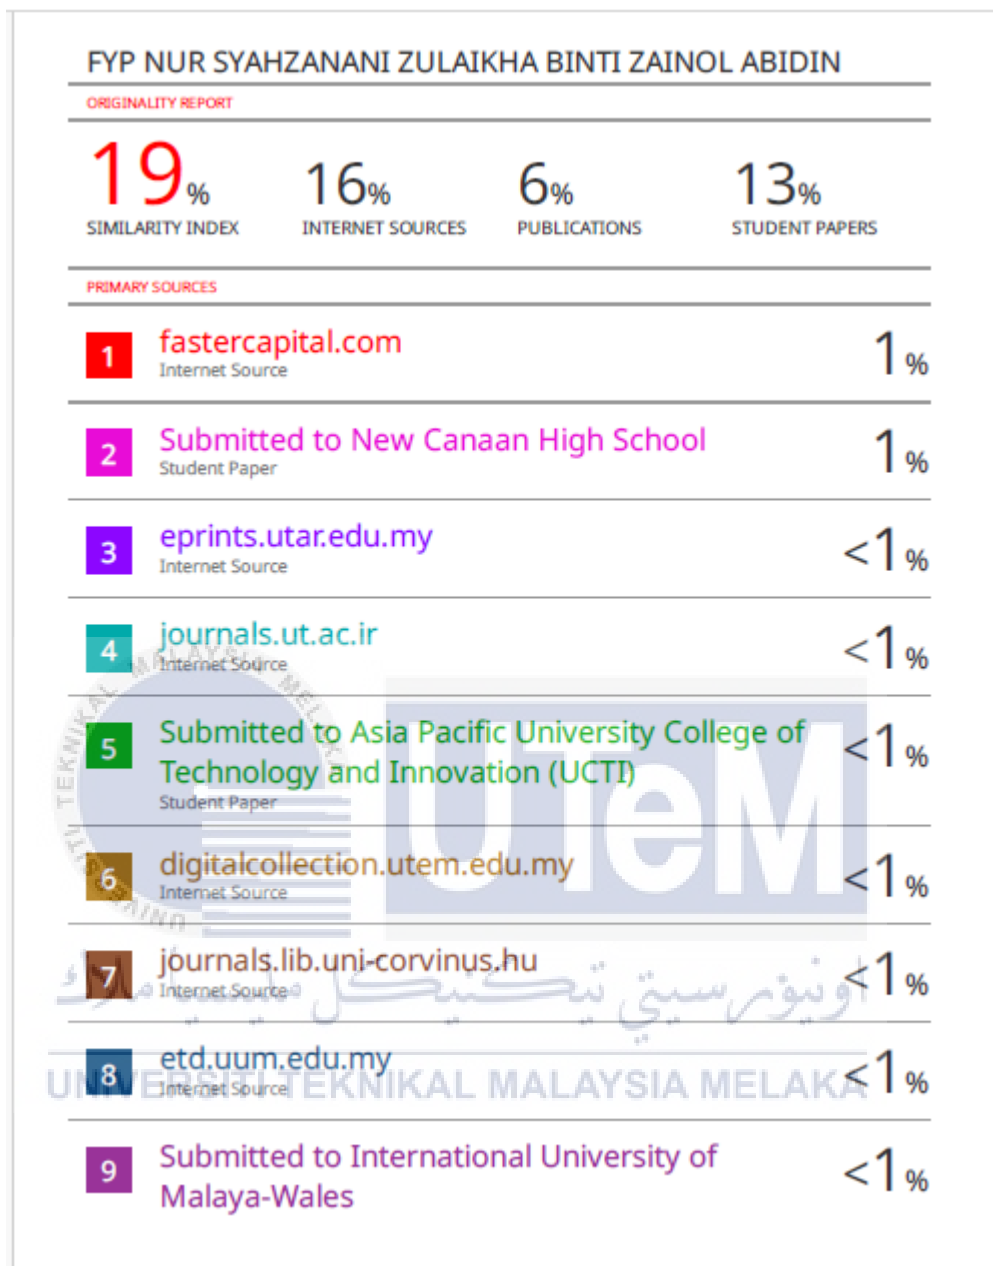 FYP NUR SYAHZANANI ZULAIKHA BINTI ZAINOL ABIDIN
ORIGINALITY REPORT
19% 16% 6% 13%
SIMILARITY INDEX INTERNET SOURCES PUBLICATIONS STUDENT PAPERS
PRIMARY SOURCES
1 fastercapital.com 1%
Internet Source
2 Submitted to New Canaan High School 1%
Student Paper
3 eprints.utar.edu.my <1%
Internet Source
4 journals.ut.ac.ir <1%
Internet Source
5 Submitted to Asia Pacific University College of <1%
Technology and Innovation (UCTI)
Student Paper
6 digitalcollection.utem.edu.my <1%
Internet Source
7 journals.lib.uni-corvinus.hu <1%
Internet Source
8 etd.uum.edu.my <1%
Internet Source
9 Submitted to International University of <1%
Malaya-Wales
UTeM
اونيۏرسيتي تيكنيكل مليسيا ملاك
UNIVERSITI TEKNIKAL MALAYSIA MELAKA